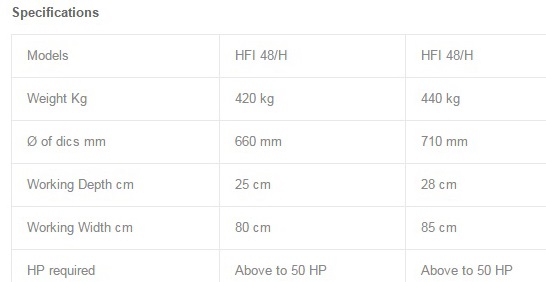 Specifications
Models HFI 48/H HFI 48/H
Weight Kg 420 kg 440 kg
Ø of dics mm 660 mm 710 mm
Working Depth cm 25 cm 28 cm
Working Width cm 80 cm 85 cm
HP required Above to 50 HP Above to 50 HP